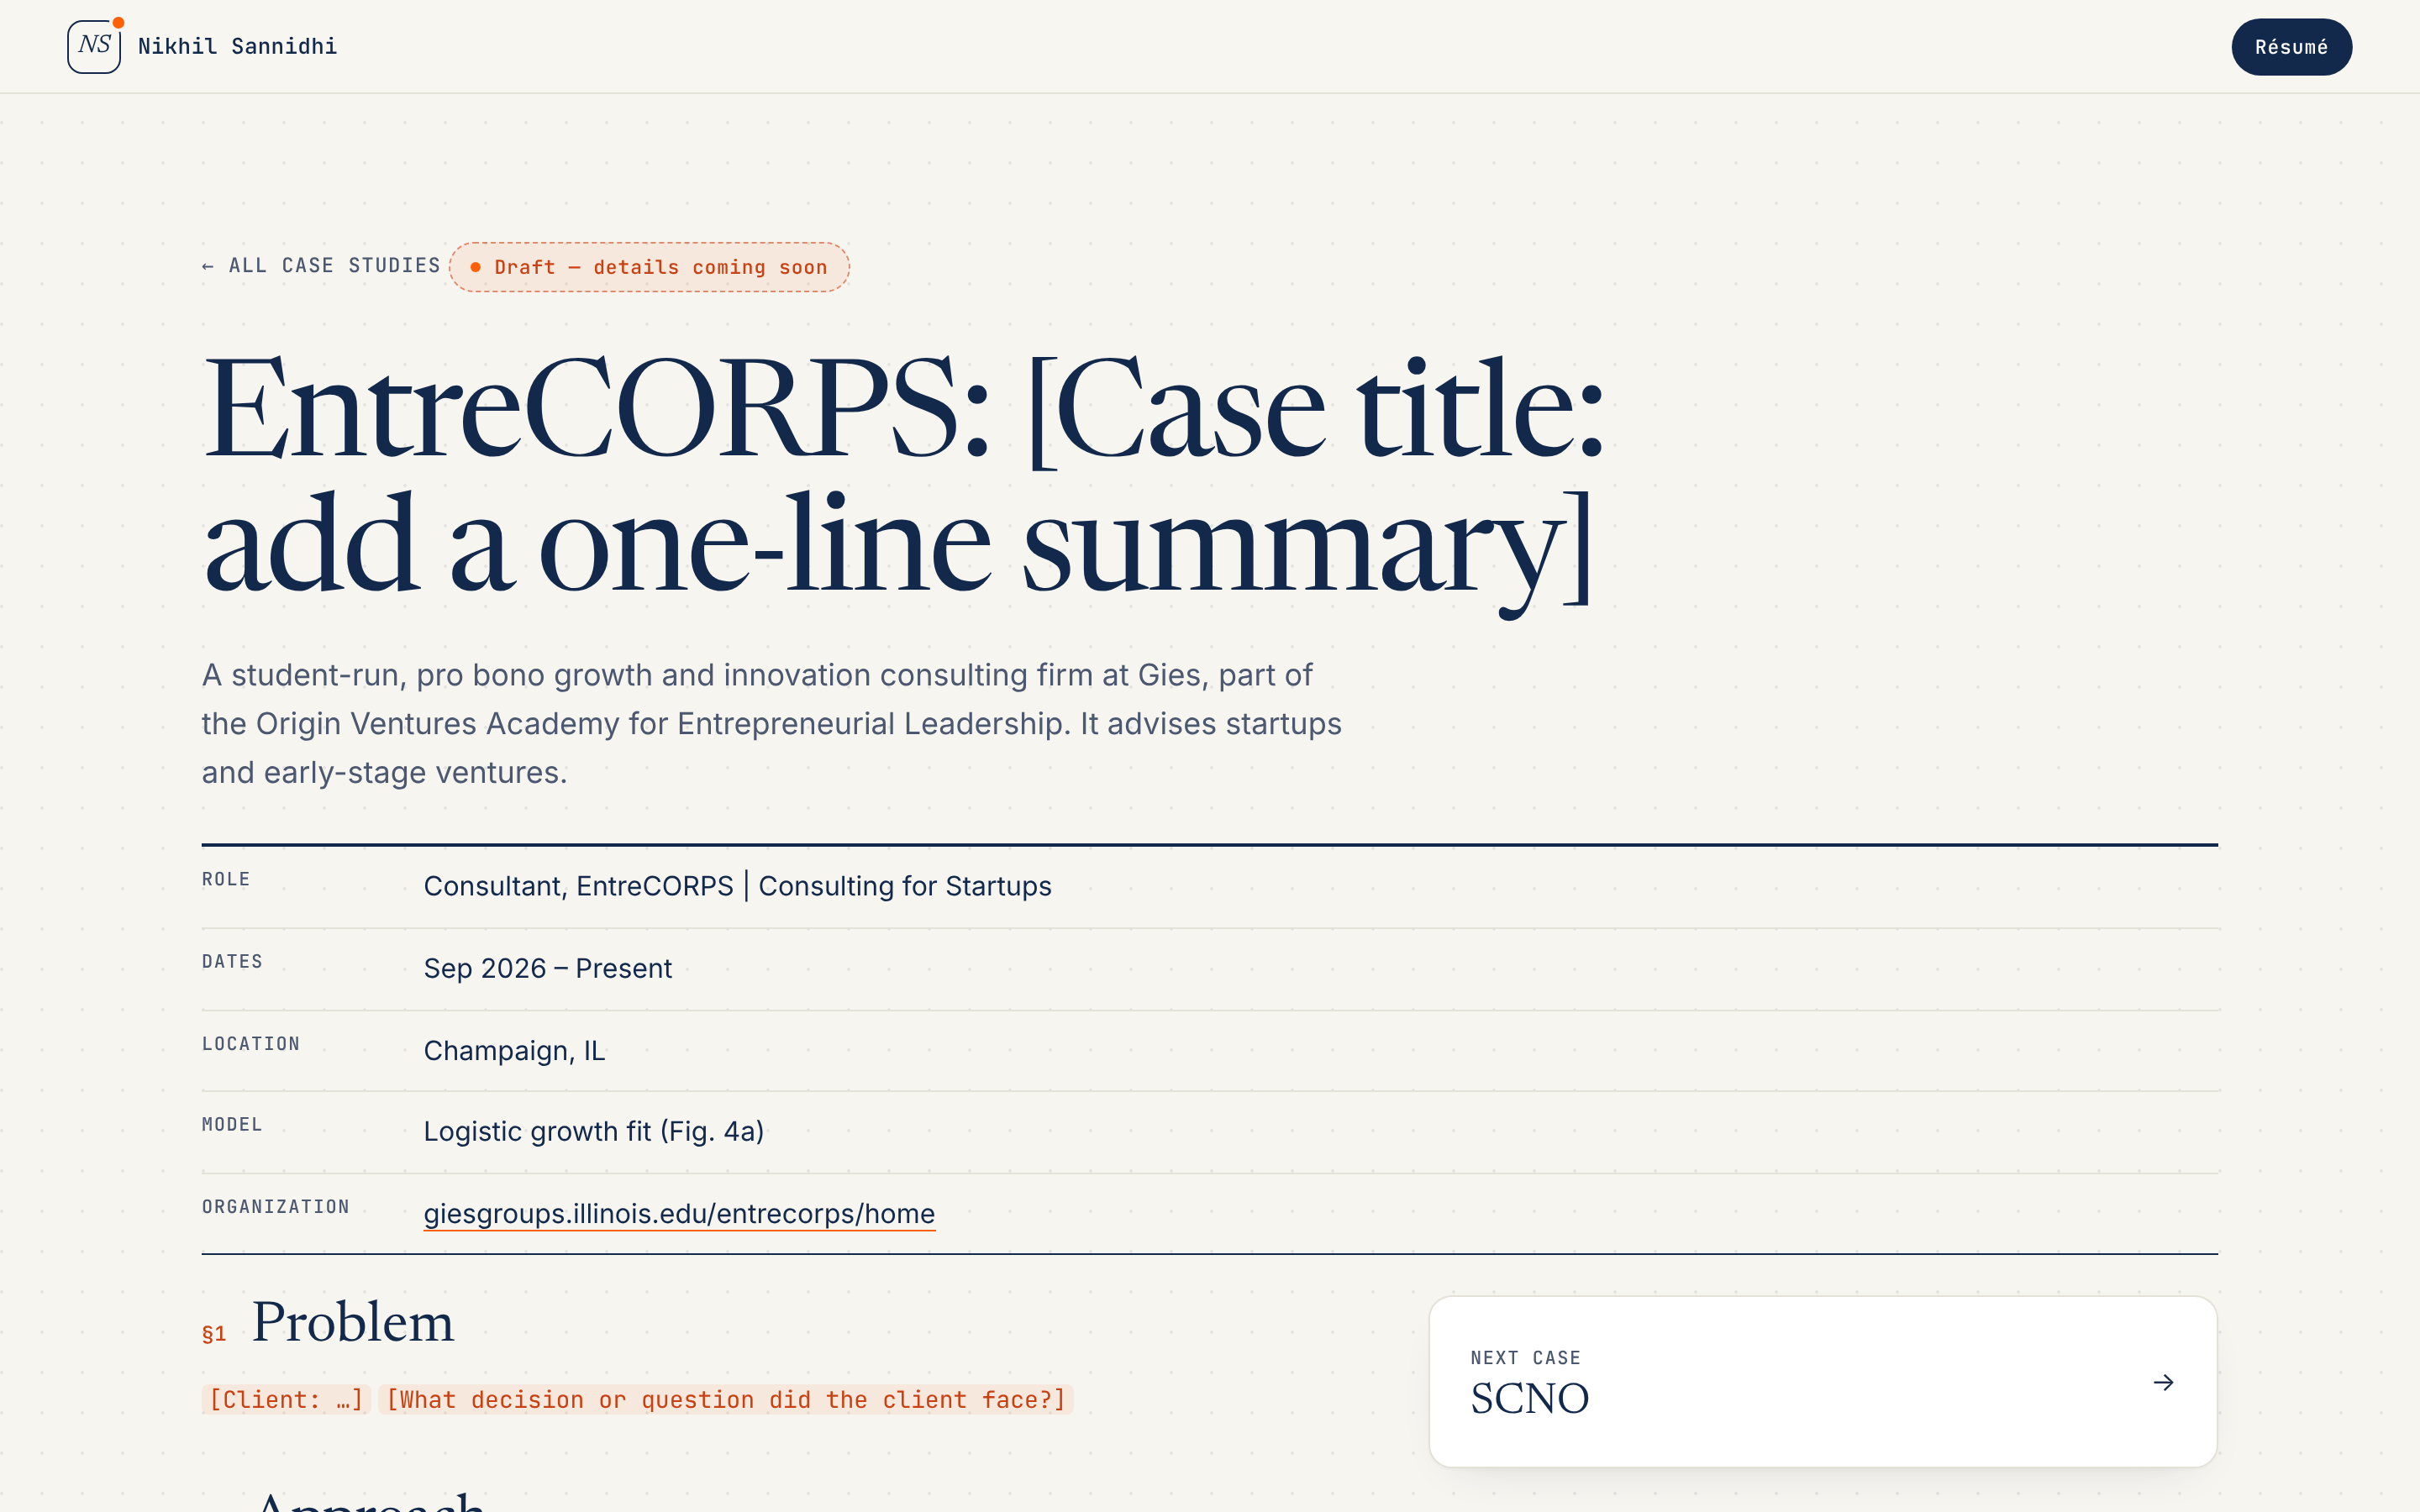 NS
Nikhil Sannidhi
Résumé
← ALL CASE STUDIES
Draft — details coming soon
EntreCORPS: [Case title:
add a one-line summary]
A student-run, pro bono growth and innovation consulting firm at Gies, part of
the Origin Ventures Academy for Entrepreneurial Leadership. It advises startups
and early-stage ventures.
ROLE
Consultant, EntreCORPS | Consulting for Startups
DATES
Sep 2026 – Present
LOCATION
Champaign, IL
MODEL
Logistic growth fit (Fig. 4a)
ORGANIZATION
giesgroups.illinois.edu/entrecorps/home
§1 Problem
[Client: …] [What decision or question did the client face?]
NEXT CASE
SCNO
→
Approach